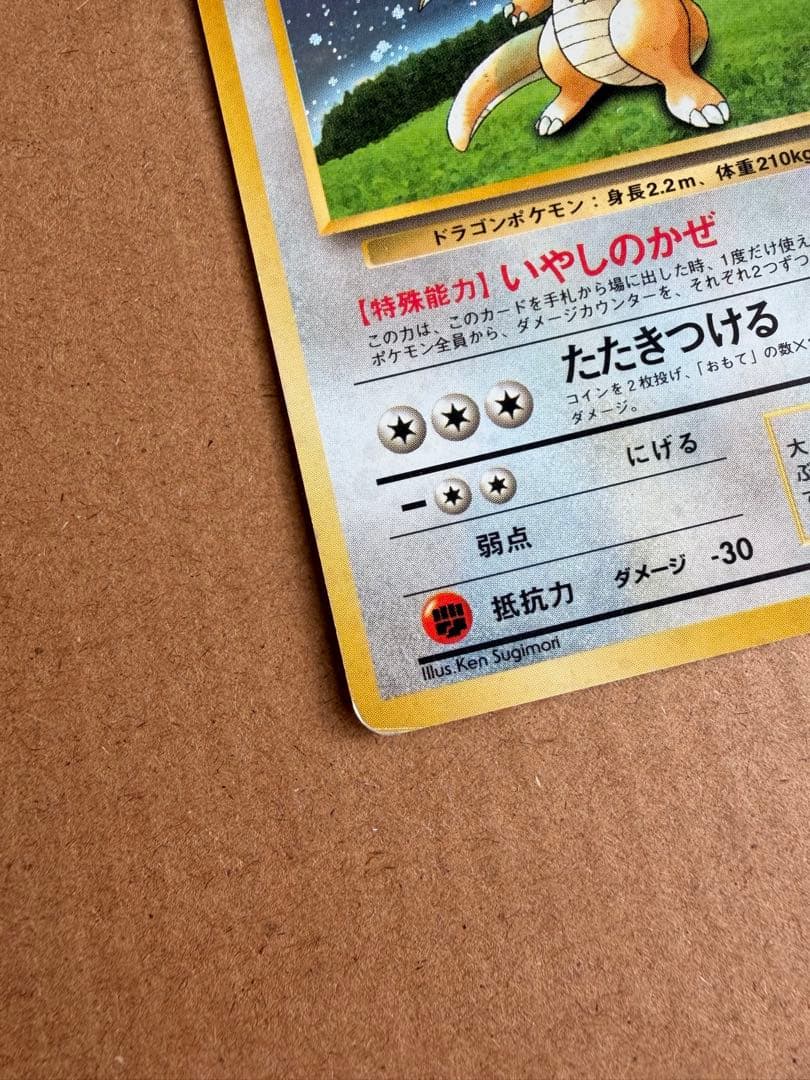 ドラゴンポケモン：身長2.2m、体重210kg
【特殊能力】いやしのかぜ
この力は、このカードを手札から場に出した時、1度だけ使え
ポケモン全員から、ダメージカウンターを、それぞれ2つずつ
たたきつける
コインを2枚投げ、「おもて」の数×
ダメージ。
にげる
弱点
抵抗力 ダメージ -30
Illus.Ken Sugimori
大